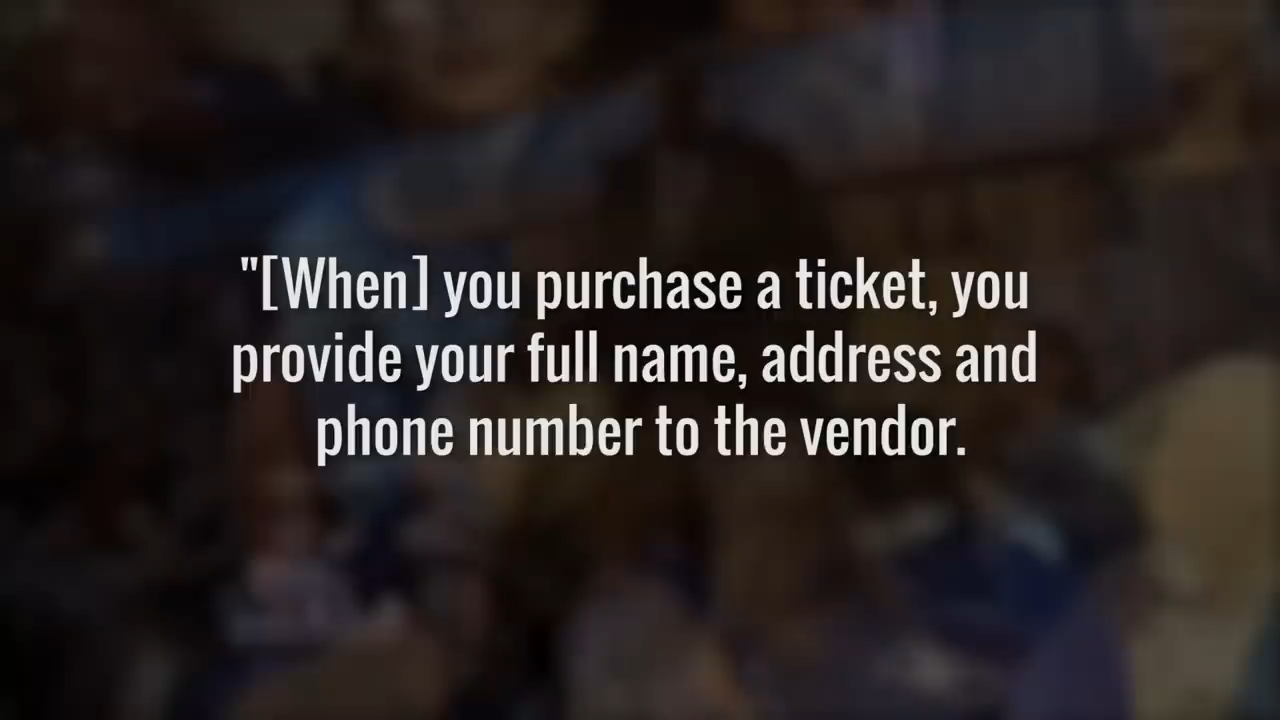 "[When] you purchase a ticket, you
provide your full name, address and
phone number to the vendor.